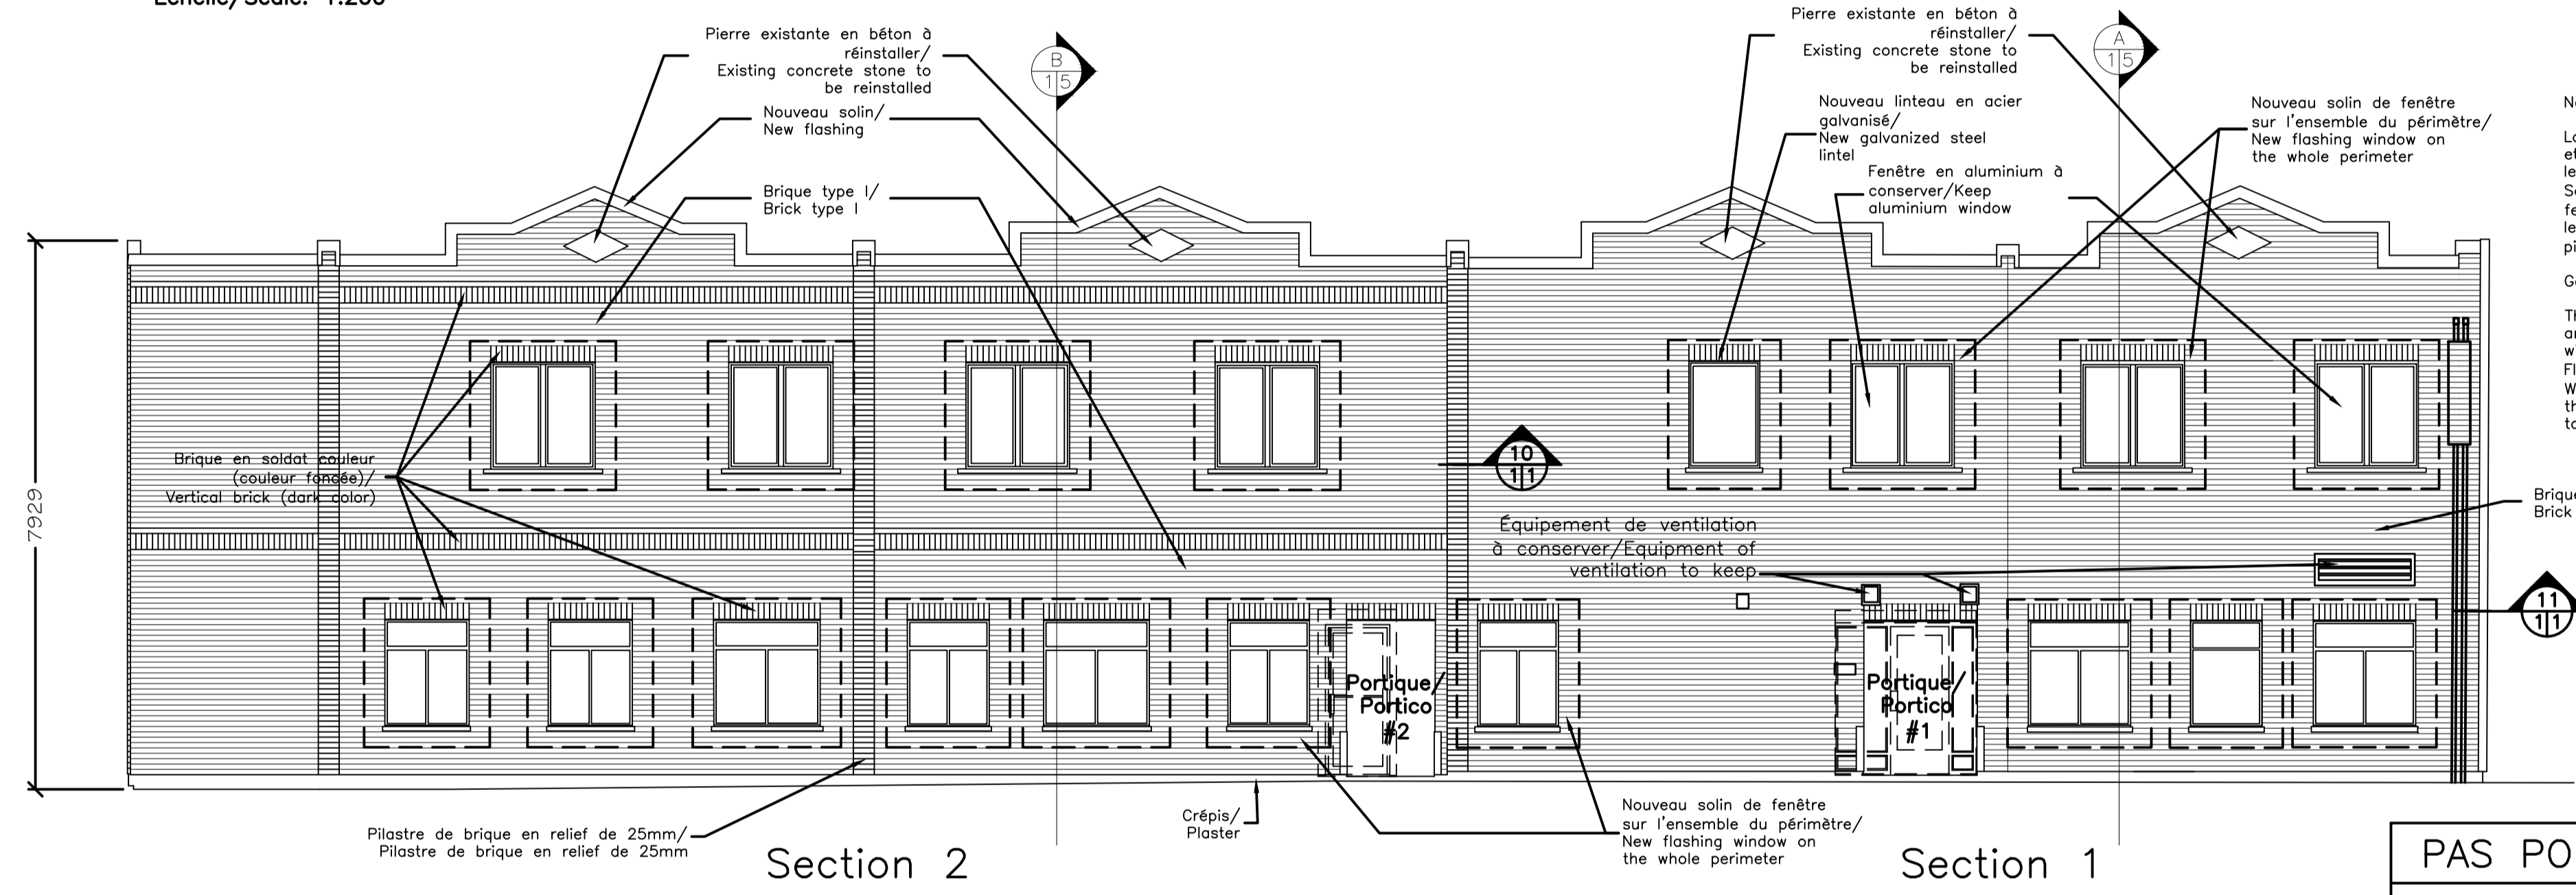 Pierre existante en béton à
réinstaller/
Existing concrete stone to
be reinstalled
Nouveau solin/
New flashing
Brique type I/
Brick type I
B
1 5
Pierre existante en béton à
réinstaller/
Existing concrete stone to
be reinstalled
Nouveau linteau en acier
galvanisé/
New galvanized steel
lintel
Fenêtre en aluminium à
conserver/Keep
aluminium window
A
1 5
Nouveau solin de fenêtre
sur l'ensemble du périmètre/
New flashing window on
the whole perimeter
7929
Brique en soldat couleur
(couleur foncée)/
Vertical brick (dark color)
10
1 1
Équipement de ventilation
à conserver/Equipment of
ventilation to keep
Brick
11
1 1
Portique/
Portico
#2
Portique/
Portico
#1
Pilastre de brique en relief de 25mm/
Pilastre de brique en relief de 25mm
Crépis/
Plaster
Nouveau solin de fenêtre
sur l'ensemble du périmètre/
New flashing window on
the whole perimeter
Section 2
Section 1
PAS PO